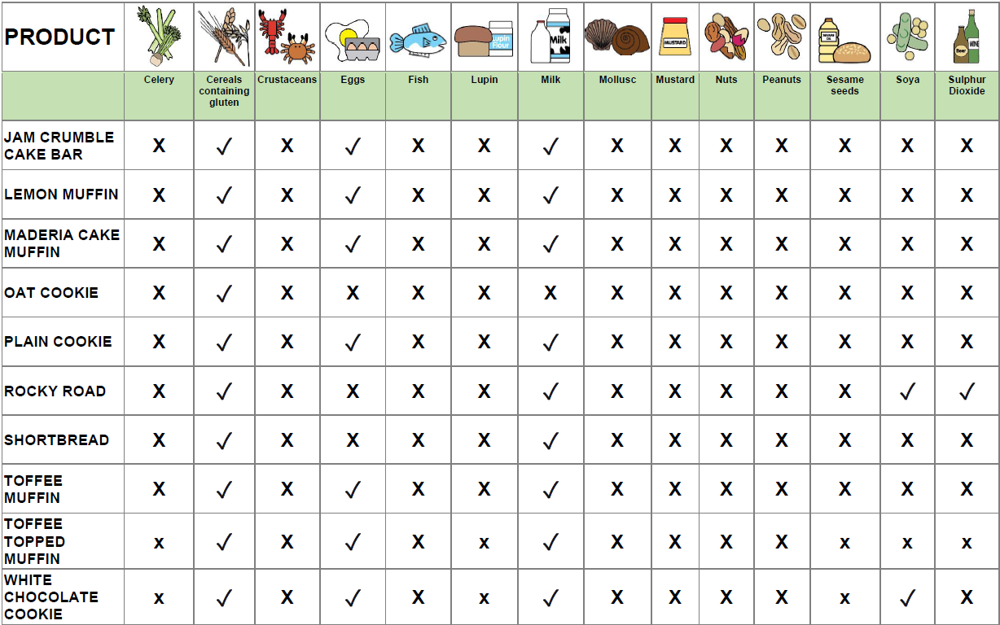 PRODUCT
Lupin Flour
Milk
MUSTARD
Beer
WINE
Celery
Cereals containing gluten
Crustaceans
Eggs
Fish
Lupin
Milk
Mollusc
Mustard
Nuts
Peanuts
Sesame seeds
Soya
Sulphur Dioxide
JAM CRUMBLE CAKE BAR X ✓ X ✓ X X ✓ X X X X X X X
LEMON MUFFIN X ✓ X ✓ X X ✓ X X X X X X X
MADERIA CAKE MUFFIN X ✓ X ✓ X X ✓ X X X X X X X
OAT COOKIE X ✓ X X X X X X X X X X X X
PLAIN COOKIE X ✓ X ✓ X X ✓ X X X X X X X
ROCKY ROAD X ✓ X X X X ✓ X X X X X ✓ ✓
SHORTBREAD X ✓ X X X X ✓ X X X X X X X
TOFFEE MUFFIN X ✓ X ✓ X X ✓ X X X X X X X
TOFFEE TOPPED MUFFIN x ✓ X ✓ X x ✓ X X X X x x x
WHITE CHOCOLATE COOKIE x ✓ X ✓ X x ✓ X X X X x ✓ X